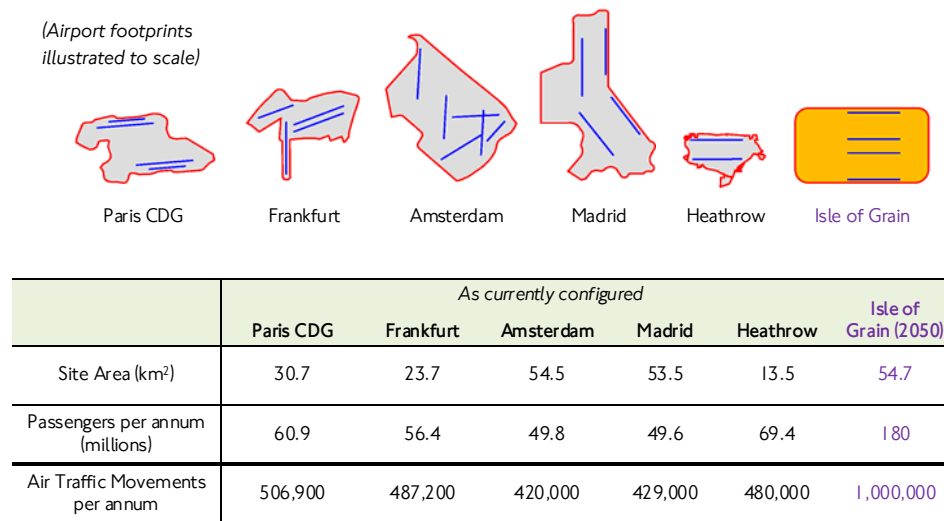 (Airport footprints
illustrated to scale)
Paris CDG Frankfurt Amsterdam Madrid Heathrow Isle of Grain
As currently configured
Paris CDG Frankfurt Amsterdam Madrid Heathrow Isle of
Grain (2050)
Site Area (km²) 30.7 23.7 54.5 53.5 13.5 54.7
Passengers per annum
(millions) 60.9 56.4 49.8 49.6 69.4 180
Air Traffic Movements
per annum 506,900 487,200 420,000 429,000 480,000 1,000,000